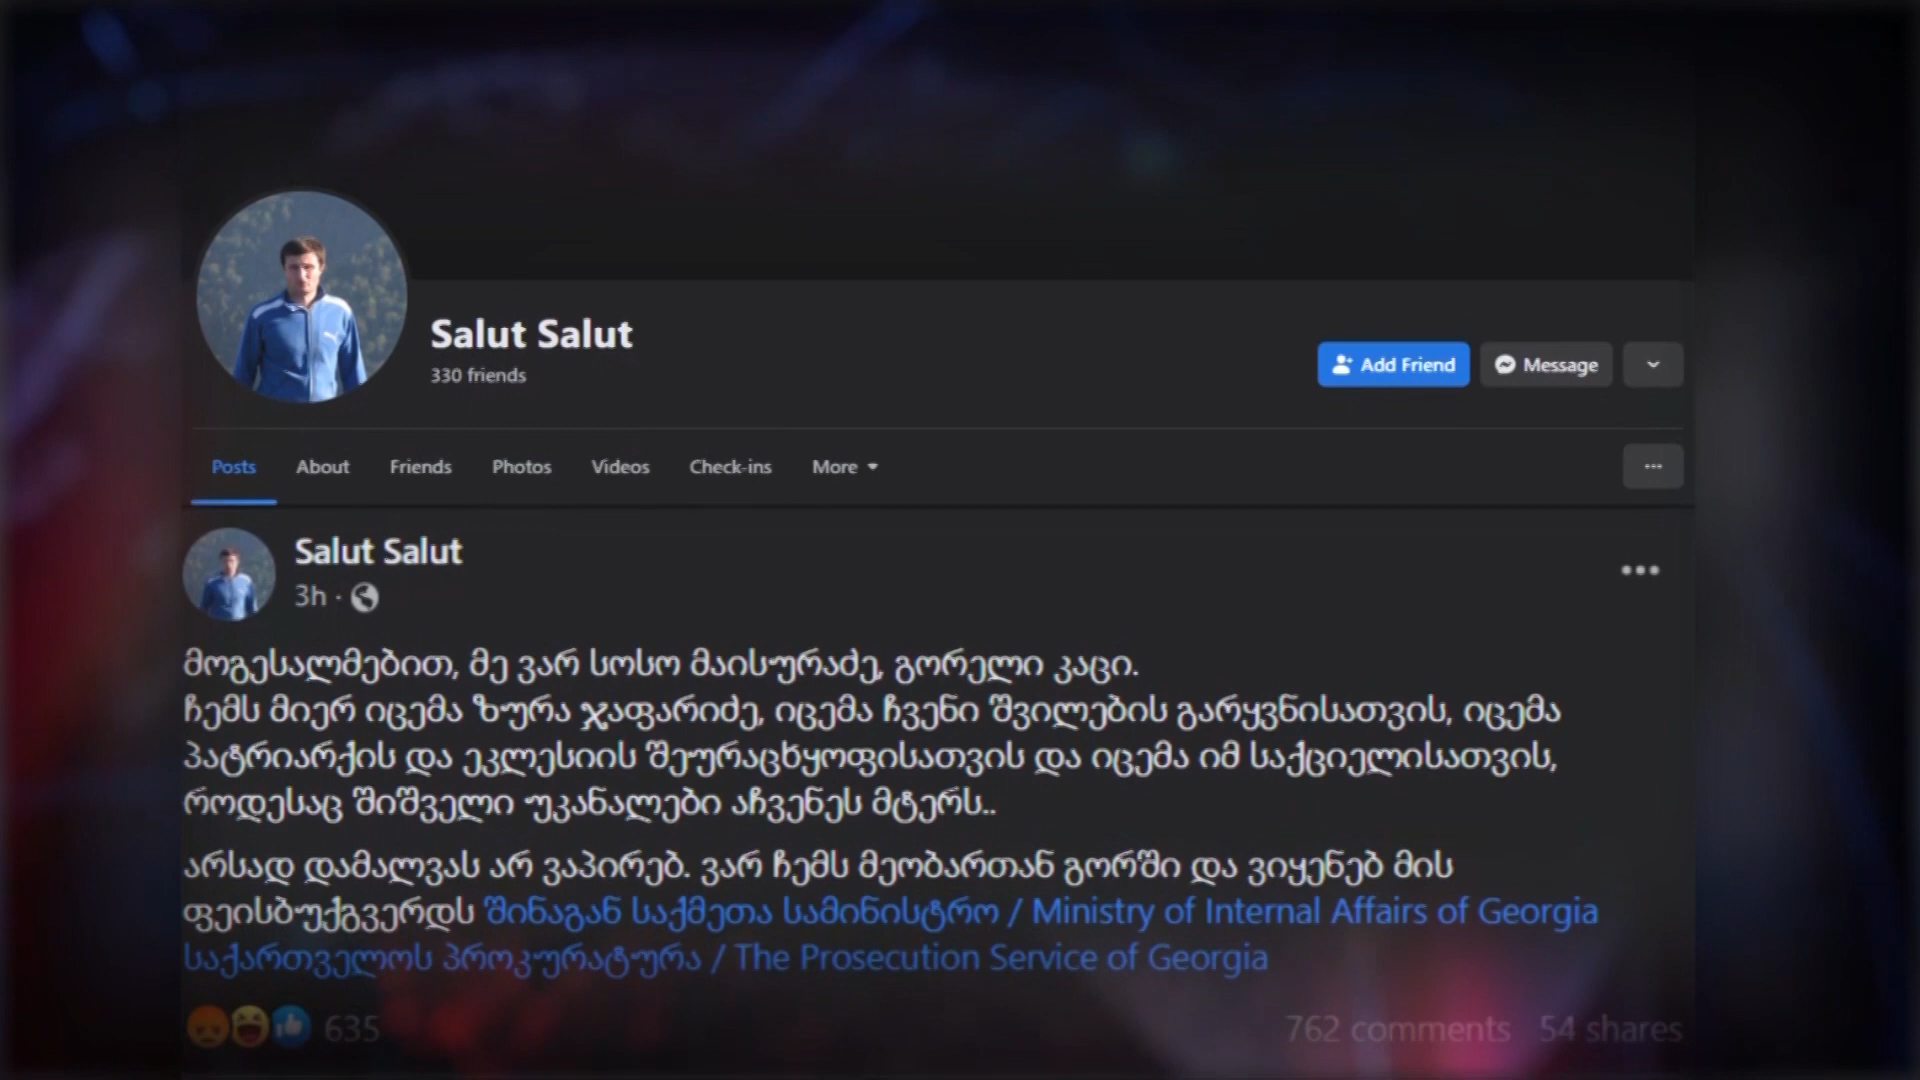 Salut Salut
330 friends
Add Friend
Message
Posts About Friends Photos Videos Check-ins More
Salut Salut
3h ·
მოგესალმებით, მე ვარ სოსო მაისურაძე, გორელი კაცი.
ჩემს მიერ იცემა ზურა ჯაფარიძე, იცემა ჩვენი შვილების გარყვნისათვის, იცემა
პატრიარქის და ეკლესიის შეურაცხყოფისათვის და იცემა იმ საქციელისათვის,
როდესაც შიშველი უკანალები აჩვენეს მტერს..
არსად დამალვას არ ვაპირებ. ვარ ჩემს მეობართან გორში და ვიყენებ მის
ფეისბუქგვერდს შინაგან საქმეთა სამინისტრო / Ministry of Internal Affairs of Georgia
საქართველოს პროკურატურა / The Prosecution Service of Georgia
635
762 comments 54 shares